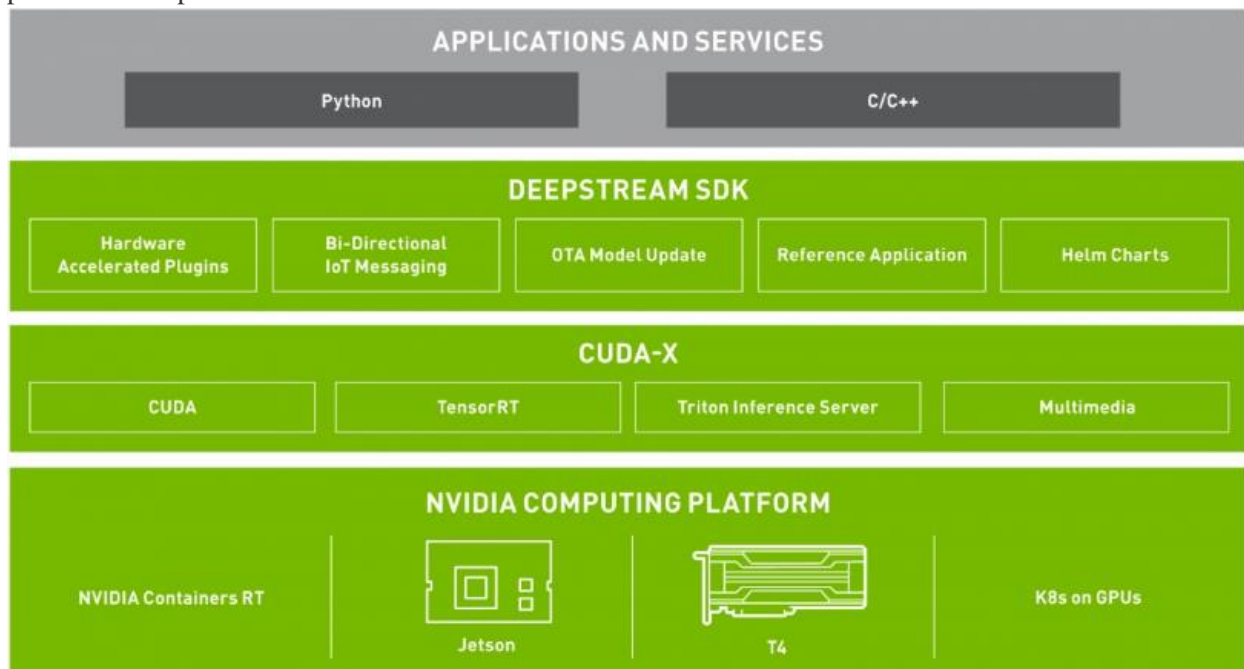 APPLICATIONS AND SERVICES
Python
C/C++
DEEPSTREAM SDK
Hardware
Accelerated Plugins
Bi-Directional
IoT Messaging
OTA Model Update
Reference Application
Helm Charts
CUDA-X
CUDA
TensorRT
Triton Inference Server
Multimedia
NVIDIA COMPUTING PLATFORM
NVIDIA Containers RT
Jetson
T4
K8s on GPUs